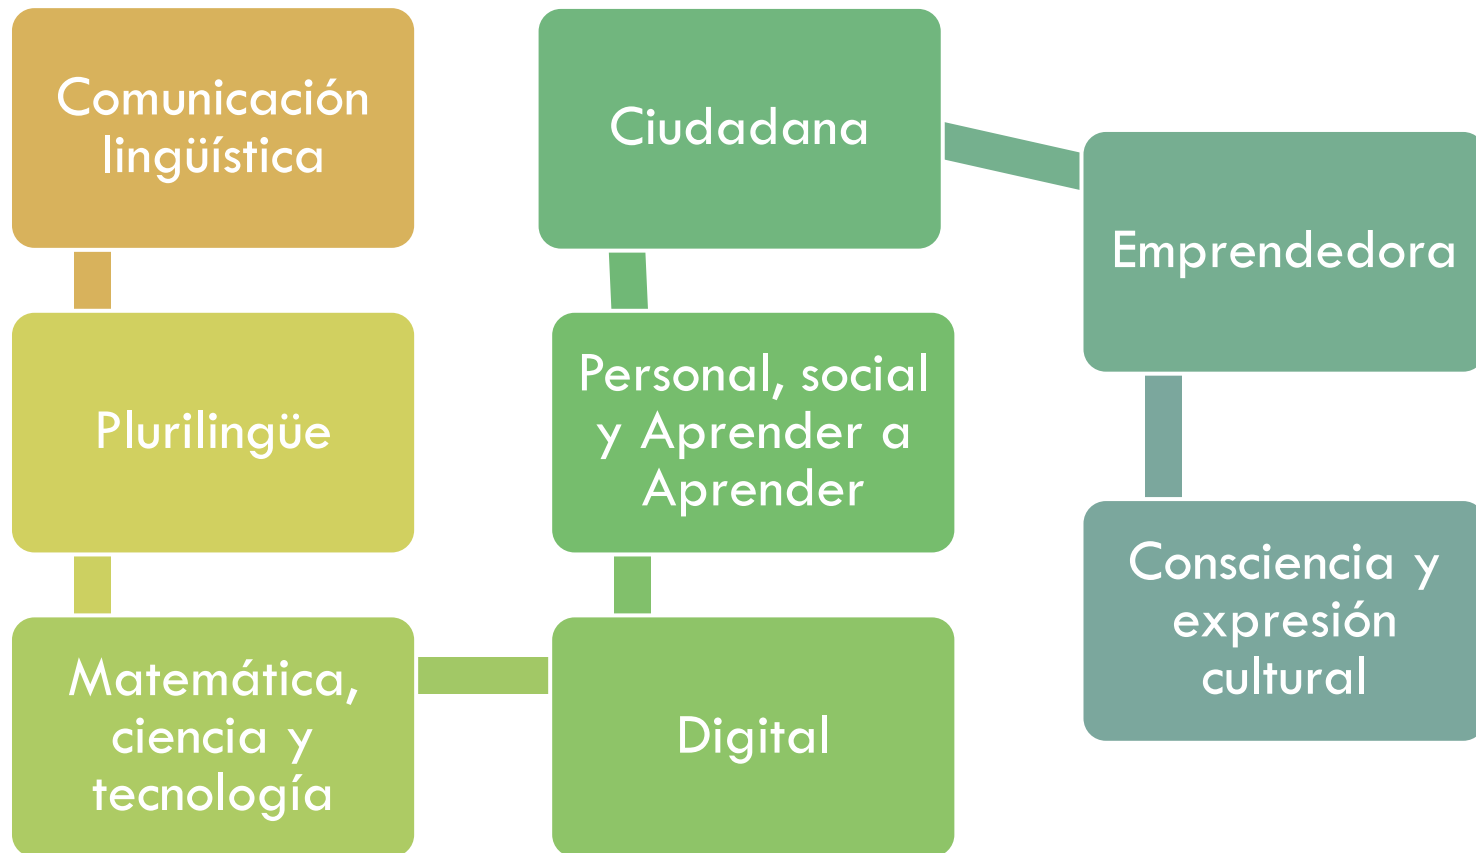 Comunicación
lingüística
Plurilingüe
Matemática,
ciencia y
tecnología
Digital
Personal, social
y Aprender a
Aprender
Ciudadana
Emprendedora
Consciencia y
expresión
cultural